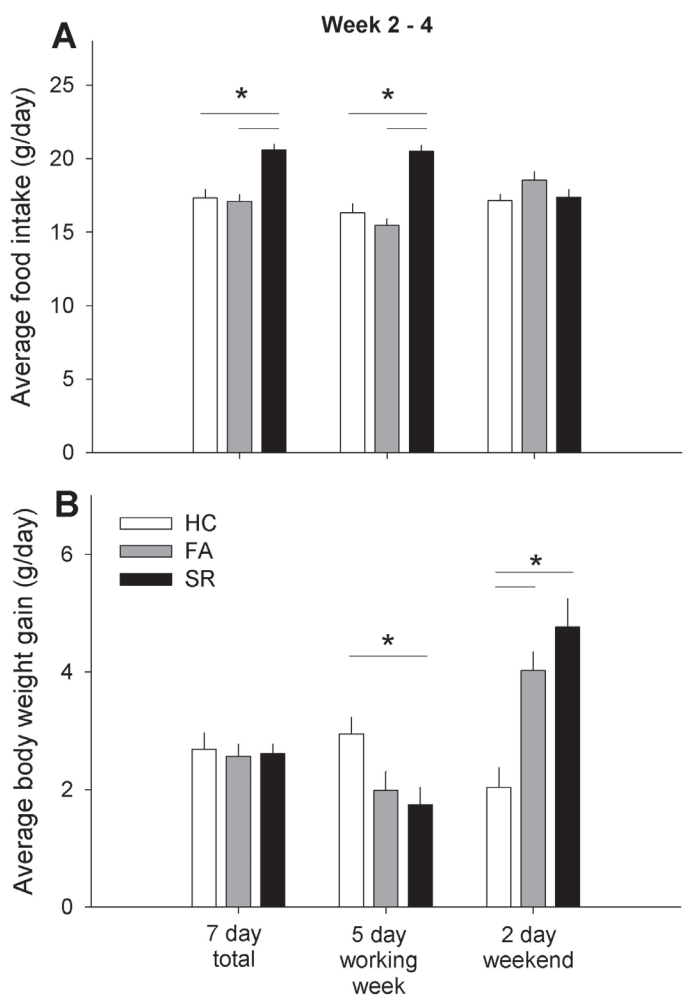 Week 2 - 4
A
Average food intake (g/day)
25
20
15
10
5
0
*
*
B
Average body weight gain (g/day)
6
4
2
0
HC
FA
SR
*
*
7 day
total
5 day
working
week
2 day
weekend